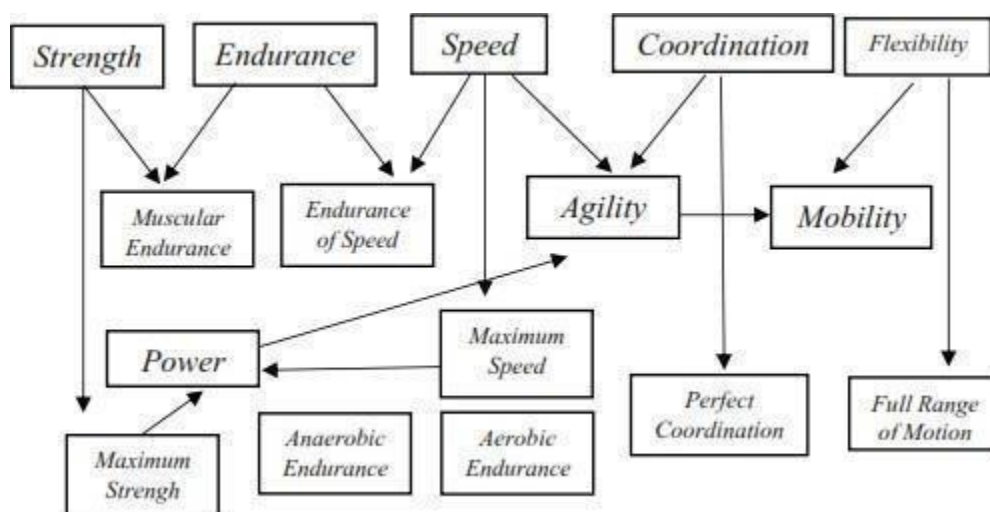 Strength
Endurance
Speed
Coordination
Flexibility
Muscular
Endurance
Endurance
of Speed
Agility
Mobility
Power
Maximum
Speed
Perfect
Coordination
Full Range
of Motion
Maximum
Strengh
Anaerobic
Endurance
Aerobic
Endurance